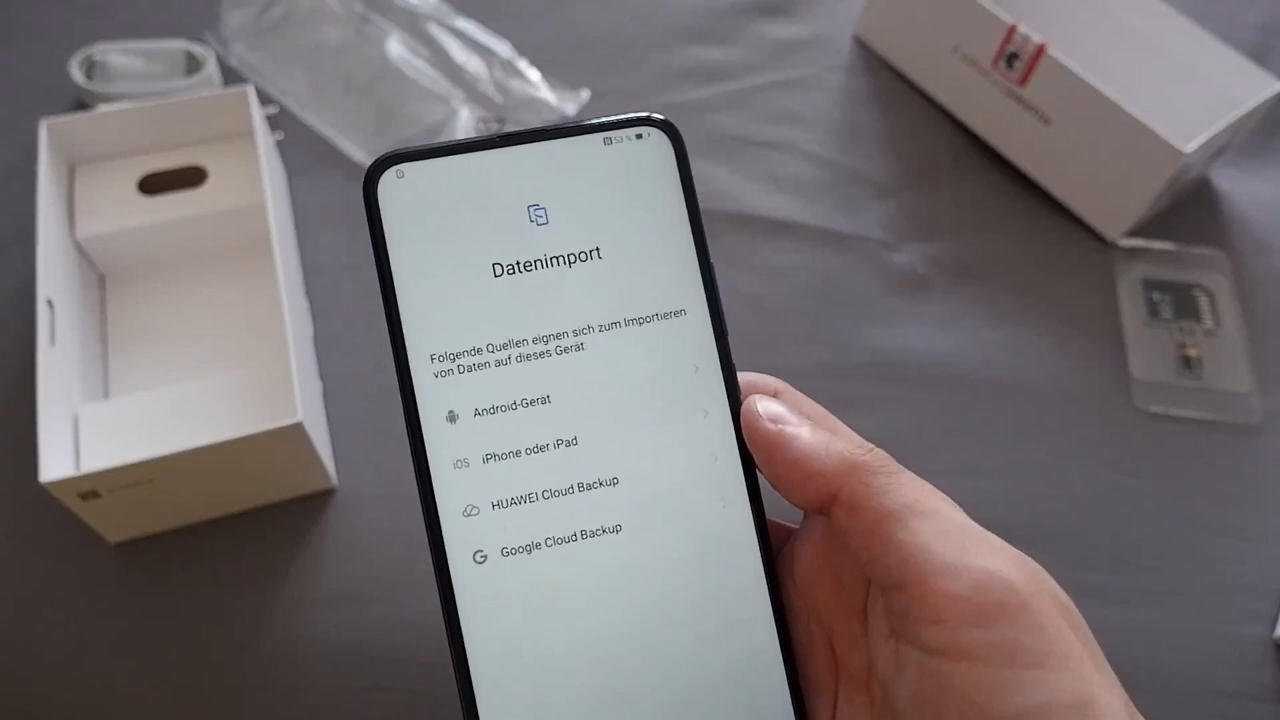 53 %
Datenimport
Folgende Quellen eignen sich zum Importieren
von Daten auf dieses Gerät
Android-Gerät
iOS iPhone oder iPad
HUAWEI Cloud Backup
G Google Cloud Backup